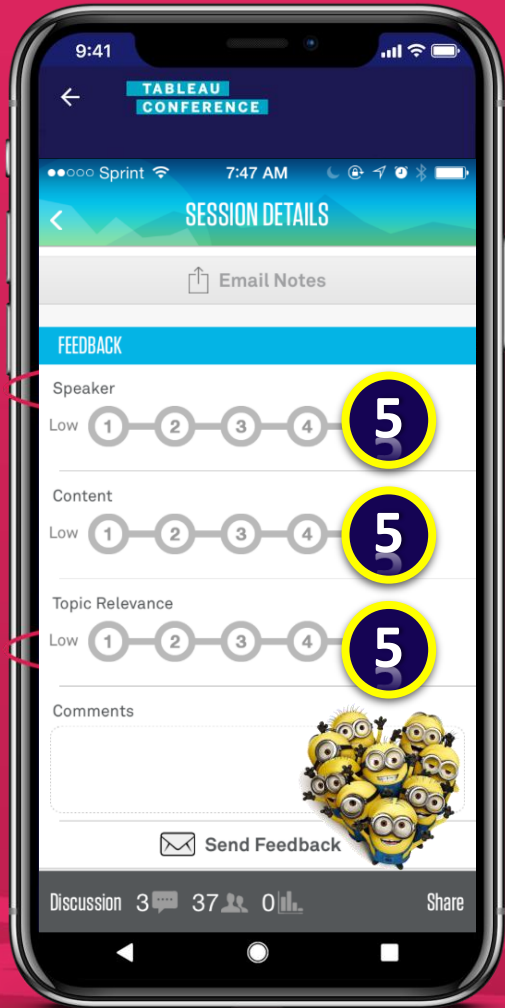 9:41
TABLEAU
CONFERENCE
Sprint 7:47 AM
SESSION DETAILS
Email Notes
FEEDBACK
Speaker
Low 1 2 3 4 5
Content
Low 1 2 3 4 5
Topic Relevance
Low 1 2 3 4 5
Comments
Send Feedback
Discussion 3 37 0 Share